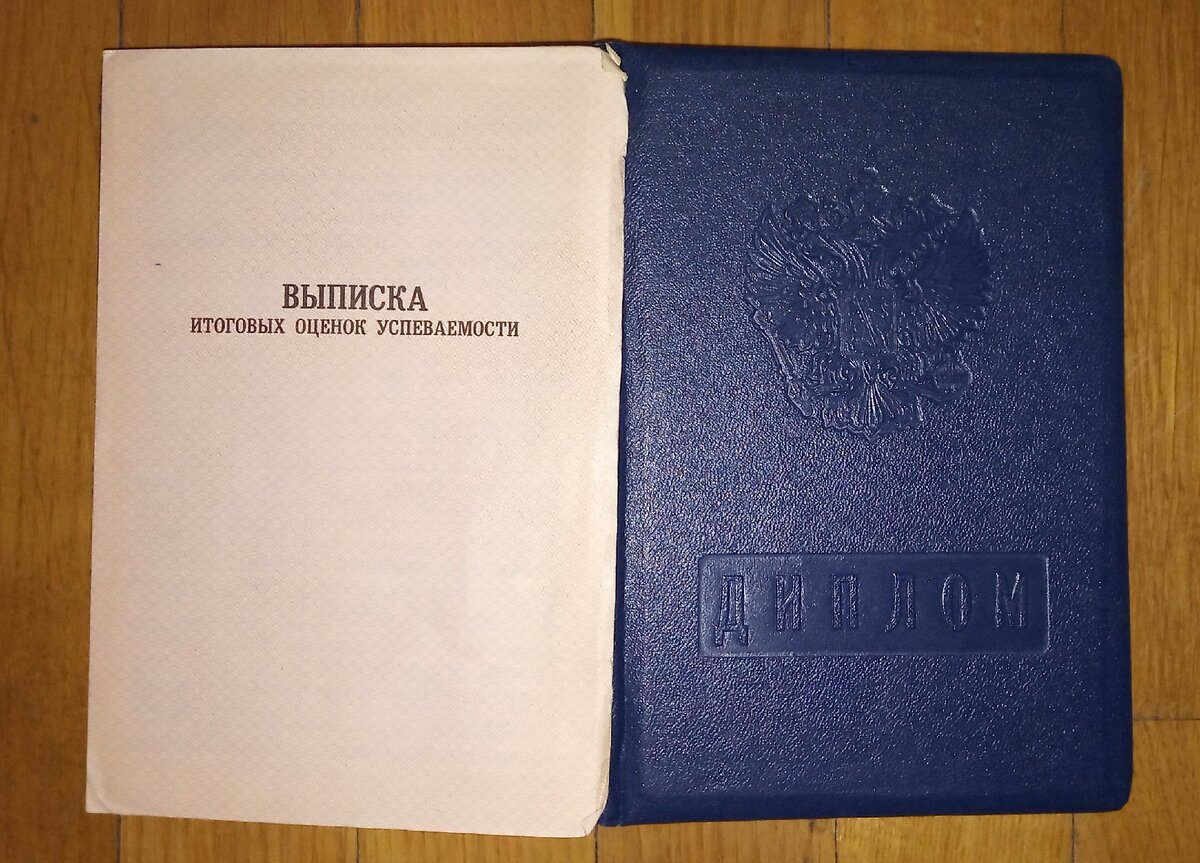 ВЫПИСКА
ИТОГОВЫХ ОЦЕНОК УСПЕВАЕМОСТИ
ДИПЛОМ